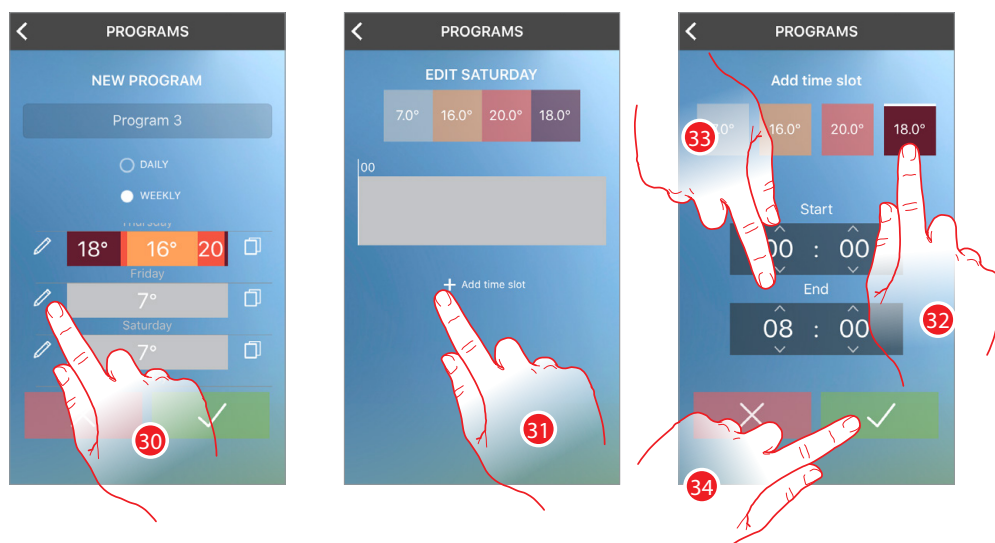 PROGRAMS
NEW PROGRAM
Program 3
DAILY
WEEKLY
Thursday
18° 16° 20
Friday
7°
Saturday
7°
30
PROGRAMS
EDIT SATURDAY
7.0° 16.0° 20.0° 18.0°
00
+ Add time slot
31
PROGRAMS
Add time slot
16.0° 20.0° 18.0°
33
Start
00 : 00
End
08 : 00
32
34